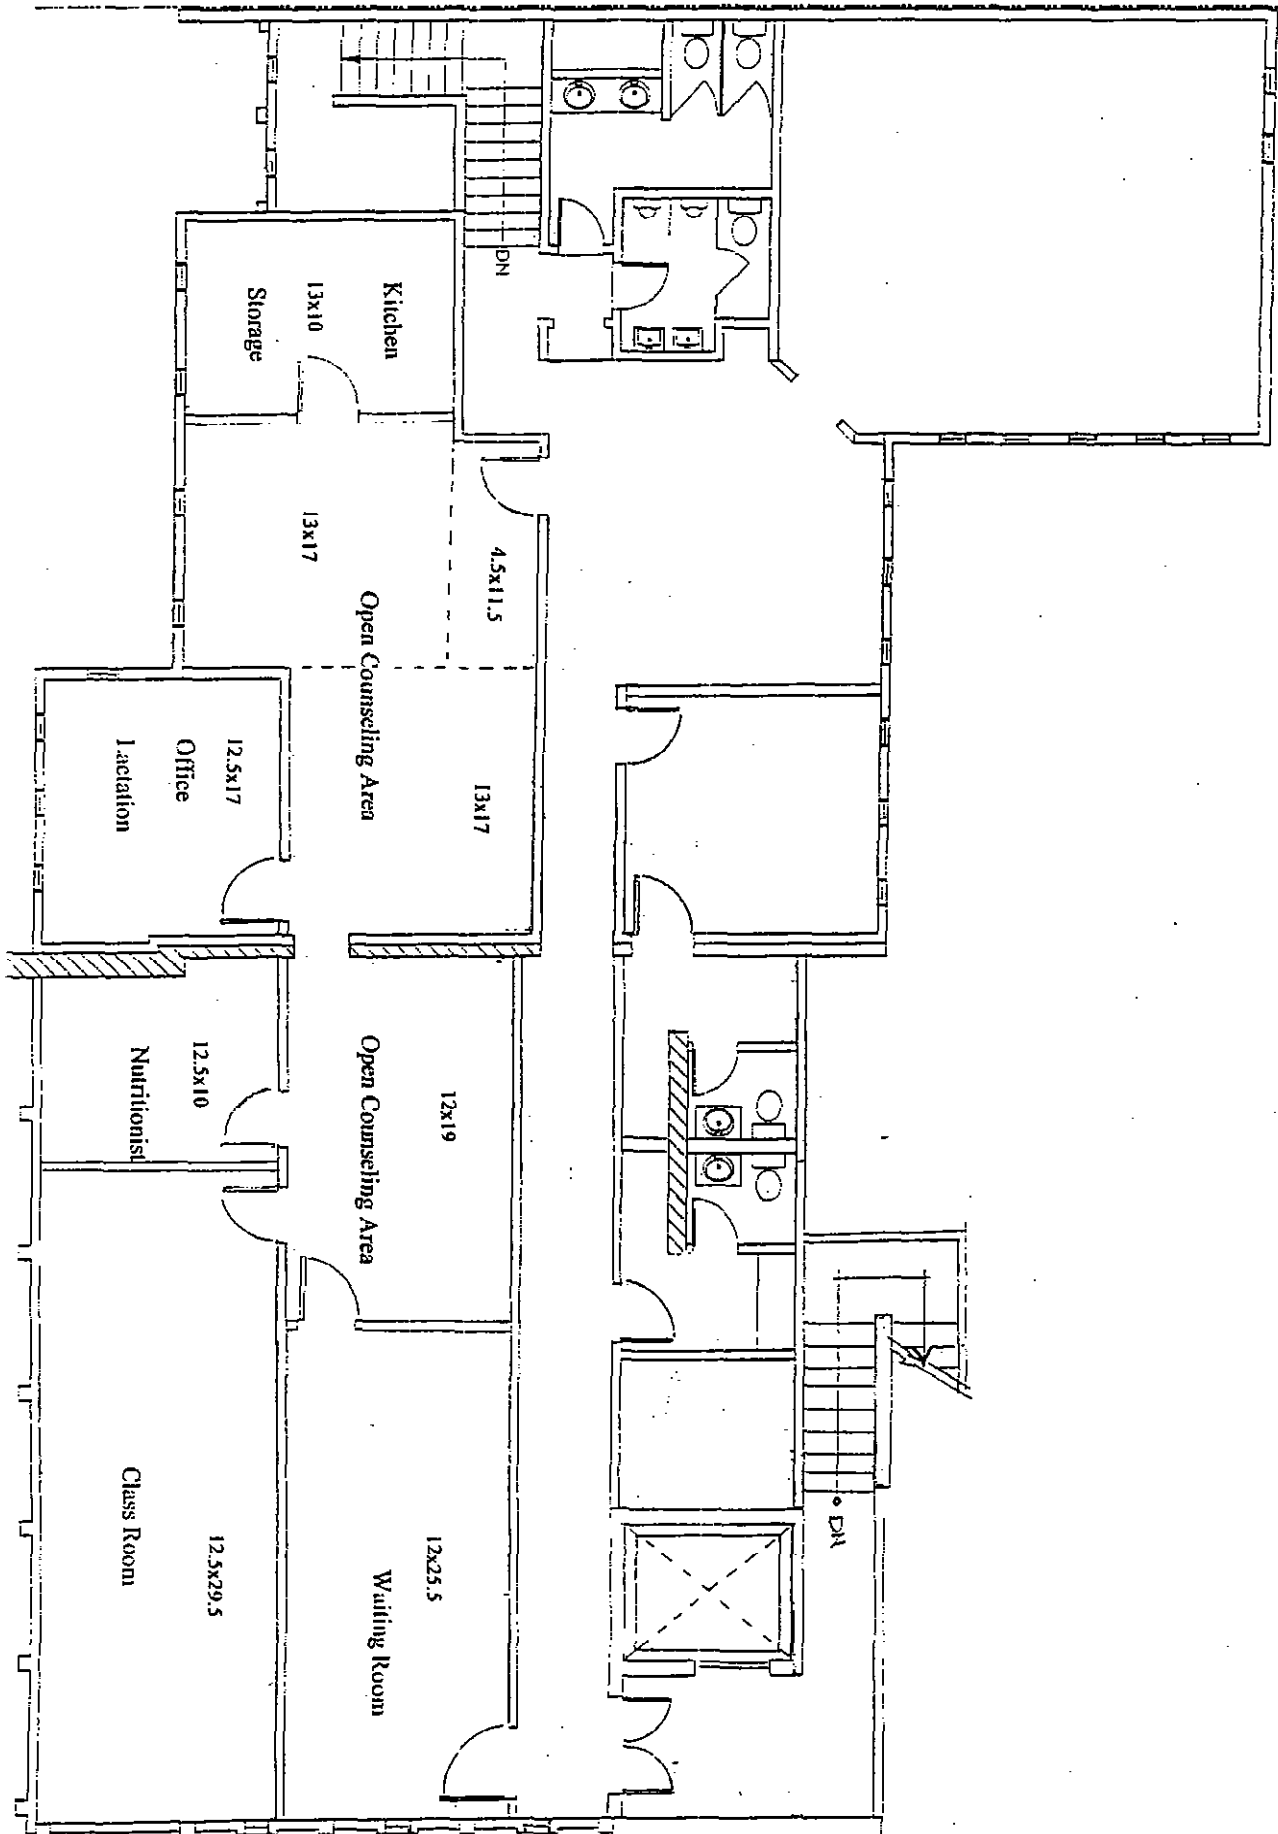 DN
Kitchen
13x10
Storage
4.5x11.5
13x17
Open Counseling Area
13x17
12.5x17
Office
Lactation
12x19
Open Counseling Area
12.5x10
Nutritionist
DN
12x25.5
Waiting Room
12.5x29.5
Class Room